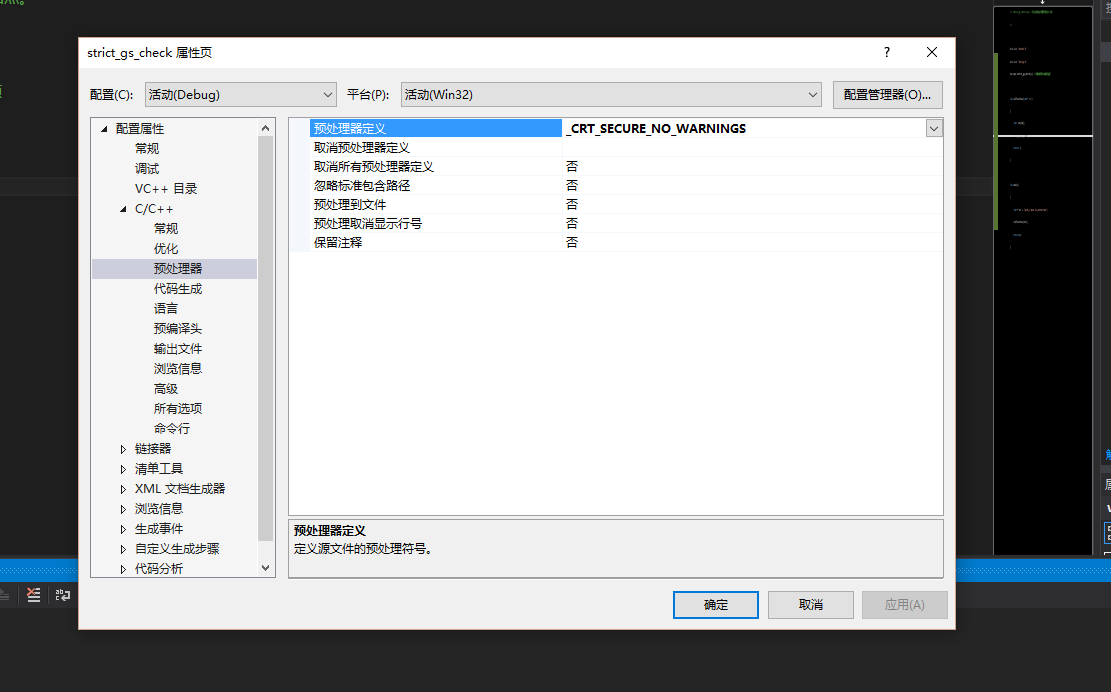 strict_gs_check 属性页
?
配置(C): 活动(Debug) 平台(P): 活动(Win32) 配置管理器(O)...
配置属性
常规
调试
VC++ 目录
C/C++
常规
优化
预处理器
代码生成
语言
预编译头
输出文件
浏览信息
高级
所有选项
命令行
链接器
清单工具
XML 文档生成器
浏览信息
生成事件
自定义生成步骤
代码分析
预处理器定义 _CRT_SECURE_NO_WARNINGS
取消预处理器定义
取消所有预处理器定义 否
忽略标准包含路径 否
预处理到文件 否
预处理取消显示行号 否
保留注释 否
预处理器定义
定义源文件的预处理符号。
确定 取消 应用(A)